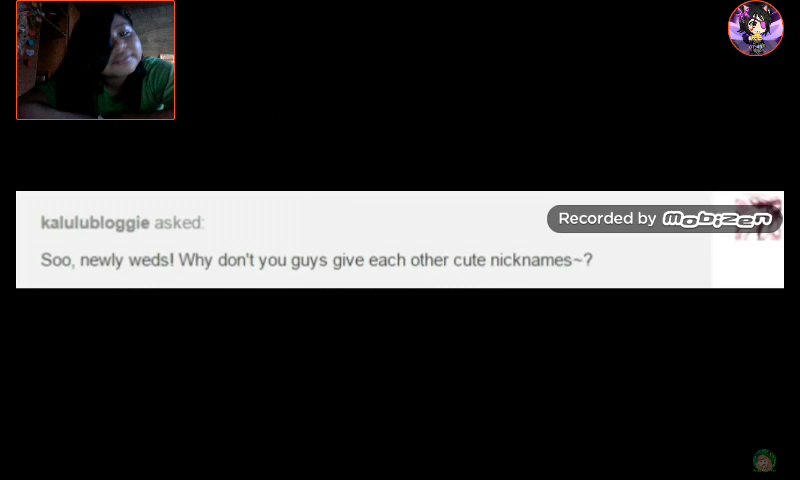 kalulubloggie asked:
Recorded by MOBIZEN
Soo, newly weds! Why don't you guys give each other cute nicknames~?